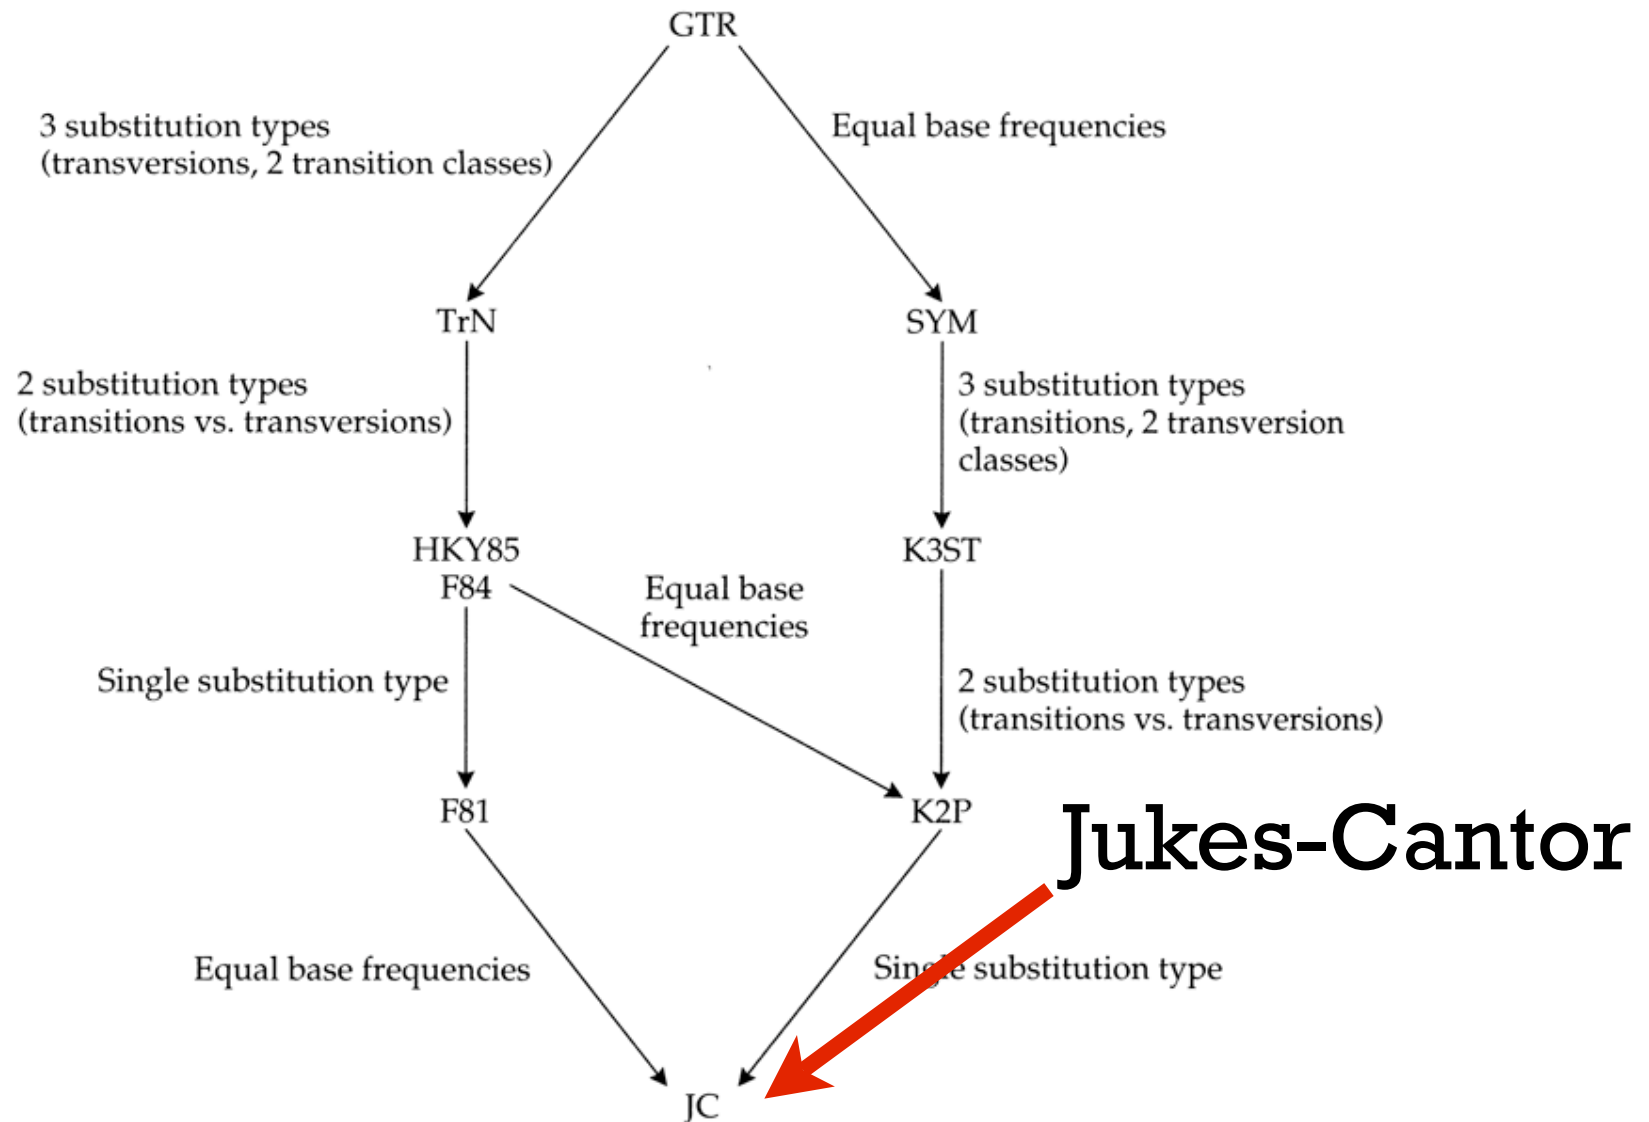 GTR
3 substitution types
(transversions, 2 transition classes)
Equal base frequencies
TrN
SYM
2 substitution types
(transitions vs. transversions)
3 substitution types
(transitions, 2 transversion
classes)
HKY85
F84
K3ST
Equal base
frequencies
Single substitution type
2 substitution types
(transitions vs. transversions)
F81
K2P
Jukes-Cantor
Equal base frequencies
Single substitution type
JC